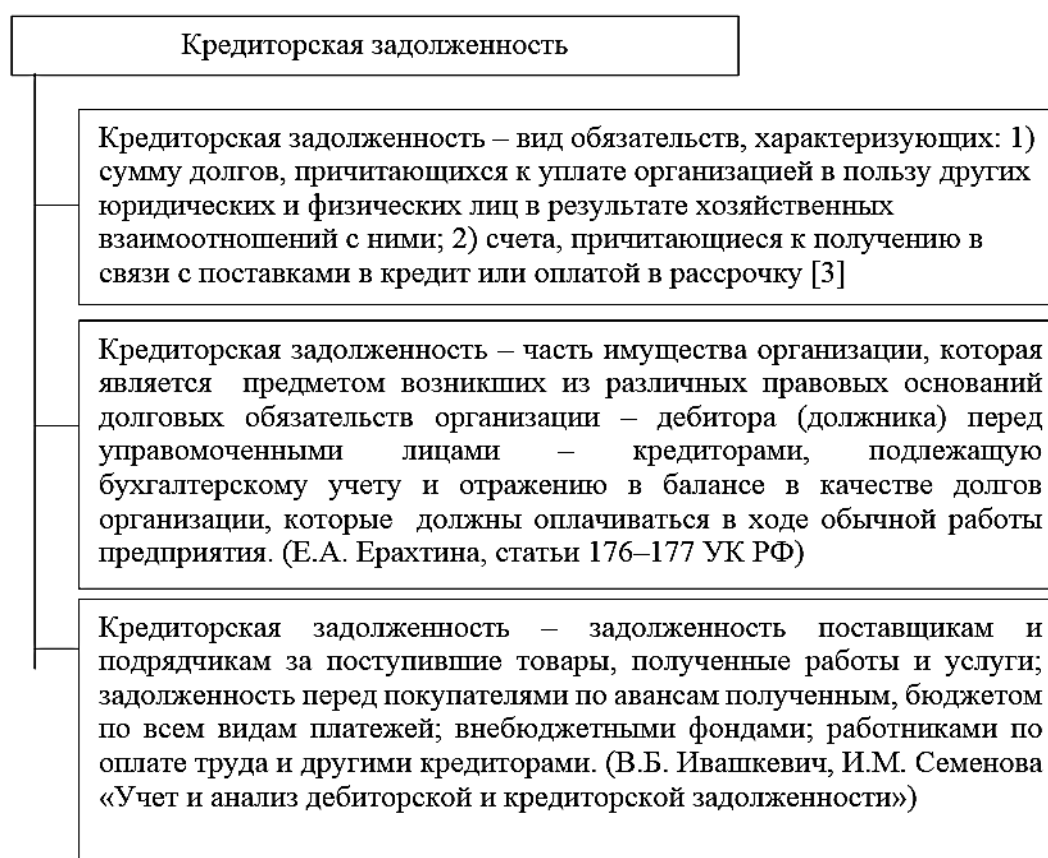 Кредиторская задолженность
Кредиторская задолженность – вид обязательств, характеризующих: 1)
сумму долгов, причитающихся к уплате организацией в пользу других
юридических и физических лиц в результате хозяйственных
взаимоотношений с ними; 2) счета, причитающиеся к получению в
связи с поставками в кредит или оплатой в рассрочку [3]
Кредиторская задолженность – часть имущества организации, которая
является предметом возникших из различных правовых оснований
долговых обязательств организации – дебитора (должника) перед
управомоченными лицами – кредиторами, подлежащую
бухгалтерскому учету и отражению в балансе в качестве долгов
организации, которые должны оплачиваться в ходе обычной работы
предприятия. (Е.А. Ерахтина, статьи 176–177 УК РФ)
Кредиторская задолженность – задолженность поставщикам и
подрядчикам за поступившие товары, полученные работы и услуги;
задолженность перед покупателями по авансам полученным, бюджетом
по всем видам платежей; внебюджетными фондами; работниками по
оплате труда и другими кредиторами. (В.Б. Ивашкевич, И.М. Семенова
«Учет и анализ дебиторской и кредиторской задолженности»)